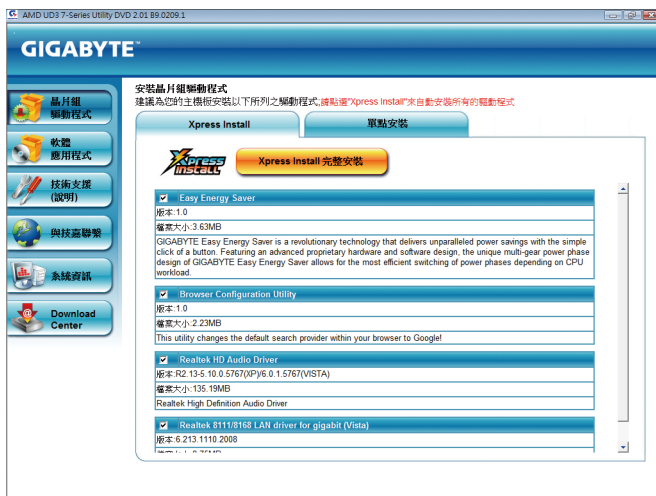 AMD UD3 7-Series Utility DVD 2.01 B9.0209.1
GIGABYTE™
晶片組
驅動程式
軟體
應用程式
技術支援
(說明)
與技嘉聯繫
系統資訊
Download
Center
安裝晶片組驅動程式
建議為您的主機板安裝以下所列之驅動程式;請點選"Xpress Install"來自動安裝所有的驅動程式
Xpress Install
單點安裝
Xpress
Install
Xpress Install 完整安裝
Easy Energy Saver
版本:1.0
檔案大小:3.63MB
GIGABYTE Easy Energy Saver is a revolutionary technology that delivers unparalleled power savings with the simple
click of a button. Featuring an advanced proprietary hardware and software design, the unique multi-gear power phase
design of GIGABYTE Easy Energy Saver allows for the most efficient switching of power phases depending on CPU
workload.
Browser Configuration Utility
版本:1.0
檔案大小:2.23MB
This utility changes the default search provider within your browser to Google!
Realtek HD Audio Driver
版本:R2.13-5.10.0.5767(XP)/6.0.1.5767(VISTA)
檔案大小:135.19MB
Realtek High Definition Audio Driver
Realtek 8111/8168 LAN driver for gigabit (Vista)
版本:6.213.1110.2008